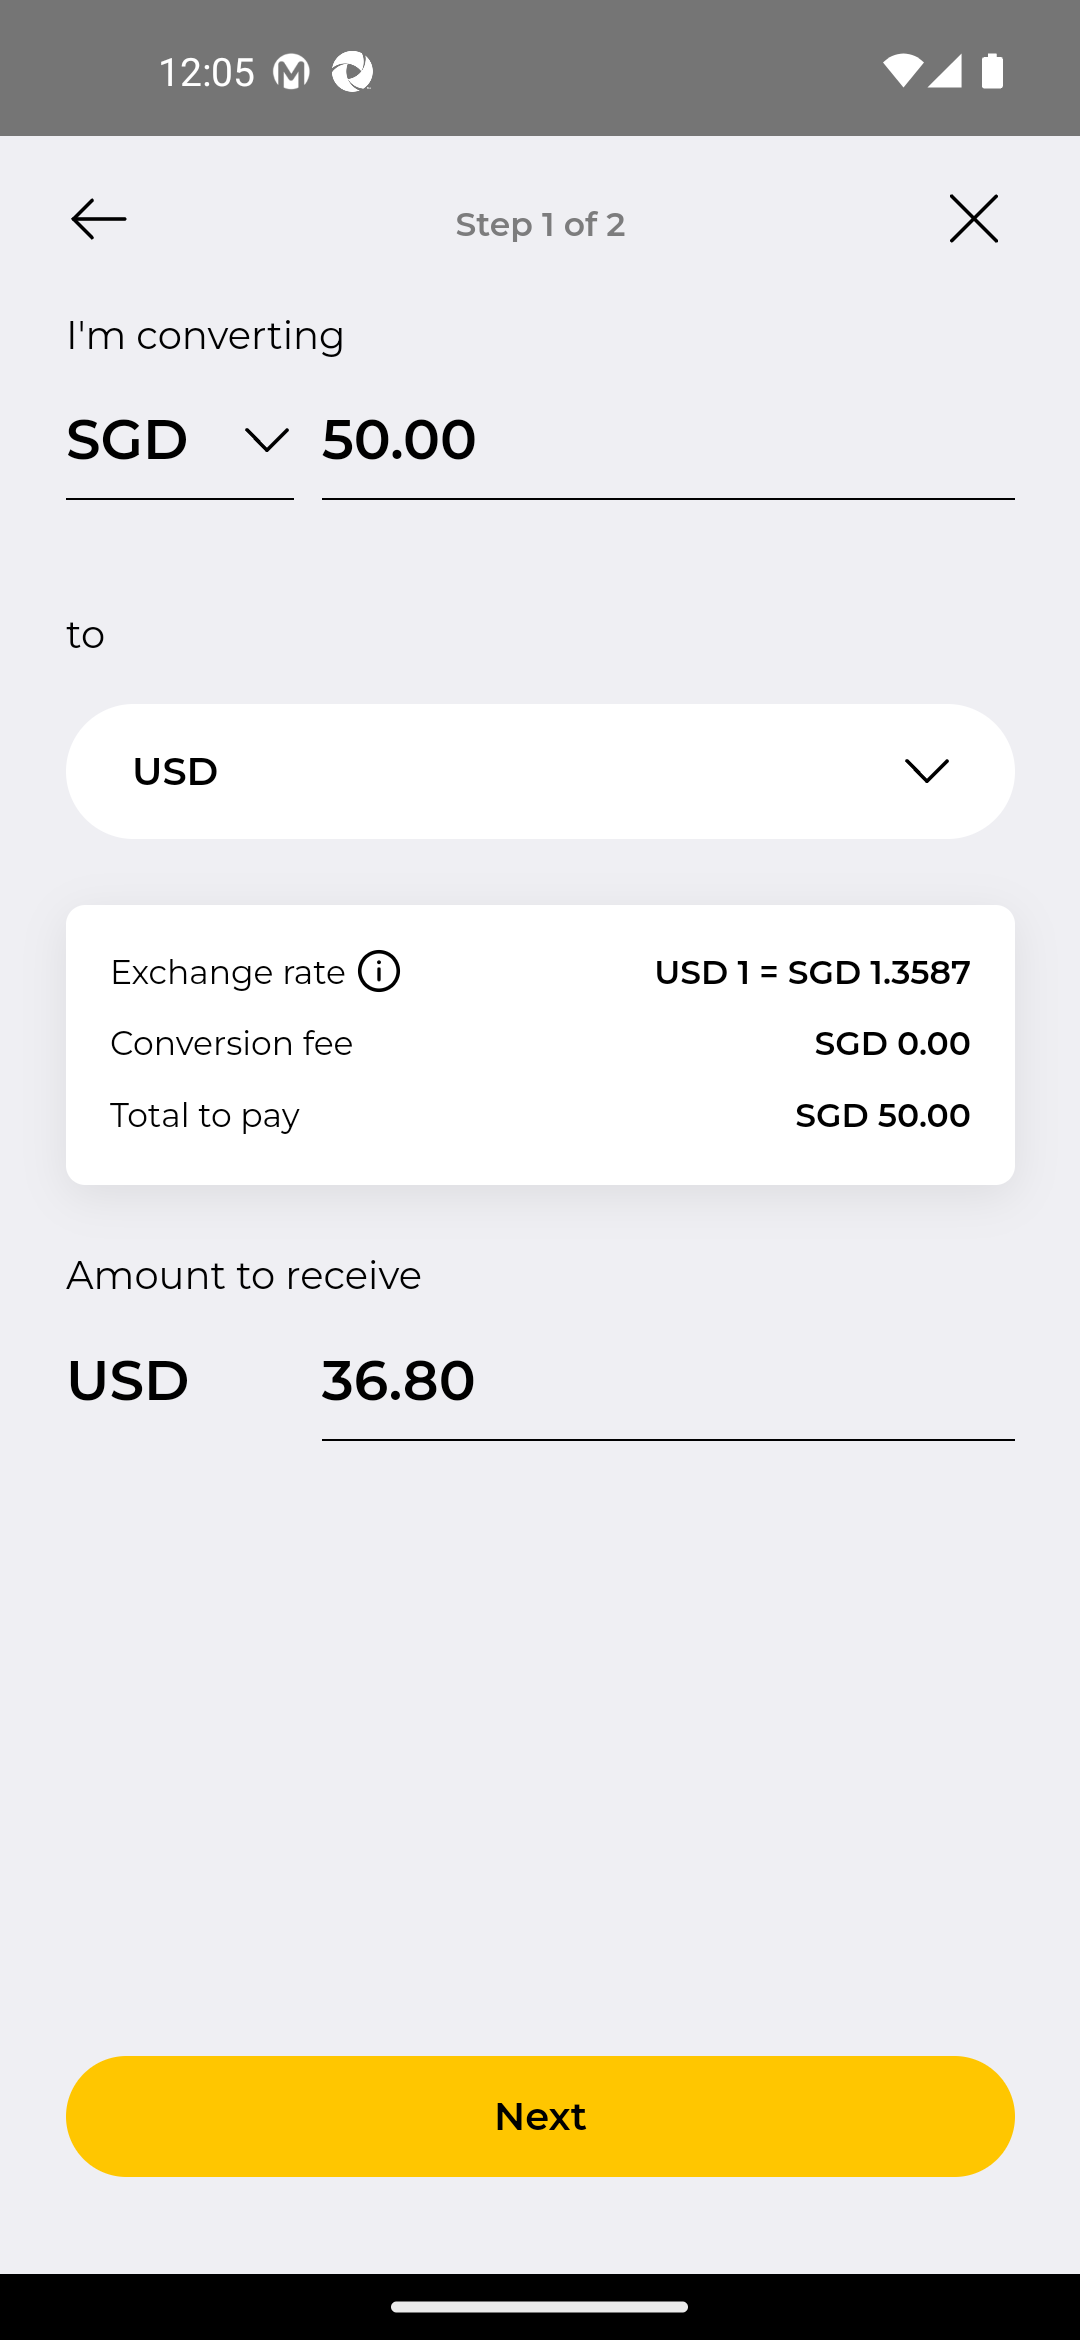 12:05
Step 1 of 2
I'm converting
SGD 50.00
to
USD
Exchange rate USD 1 = SGD 1.3587
Conversion fee SGD 0.00
Total to pay SGD 50.00
Amount to receive
USD 36.80
Next